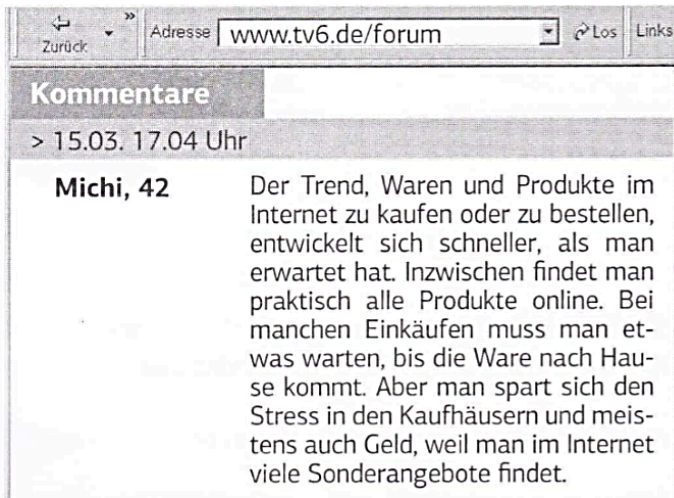 »
Zurück
Adresse www.tv6.de/forum Los Links
Kommentare
> 15.03. 17.04 Uhr
Michi, 42
Der Trend, Waren und Produkte im
Internet zu kaufen oder zu bestellen,
entwickelt sich schneller, als man
erwartet hat. Inzwischen findet man
praktisch alle Produkte online. Bei
manchen Einkäufen muss man et-
was warten, bis die Ware nach Hau-
se kommt. Aber man spart sich den
Stress in den Kaufhäusern und meis-
tens auch Geld, weil man im Internet
viele Sonderangebote findet.